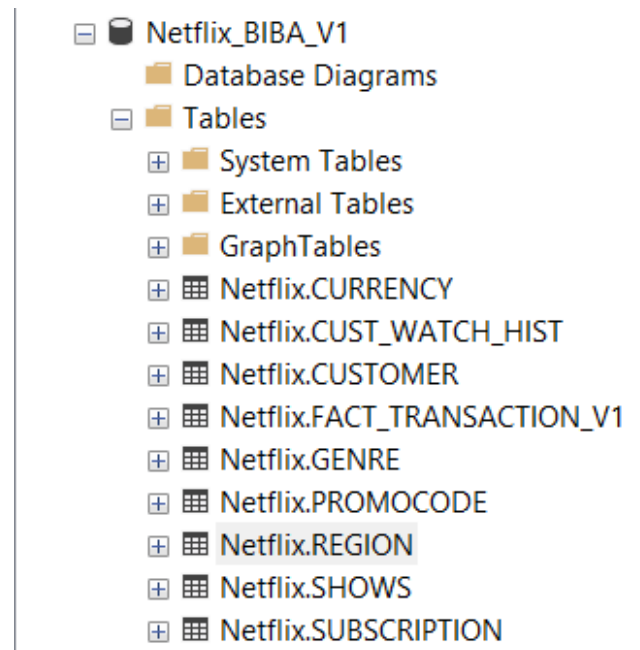 Netflix_BIBA_V1
Database Diagrams
Tables
System Tables
External Tables
GraphTables
Netflix.CURRENCY
Netflix.CUST_WATCH_HIST
Netflix.CUSTOMER
Netflix.FACT_TRANSACTION_V1
Netflix.GENRE
Netflix.PROMOCODE
Netflix.REGION
Netflix.SHOWS
Netflix.SUBSCRIPTION